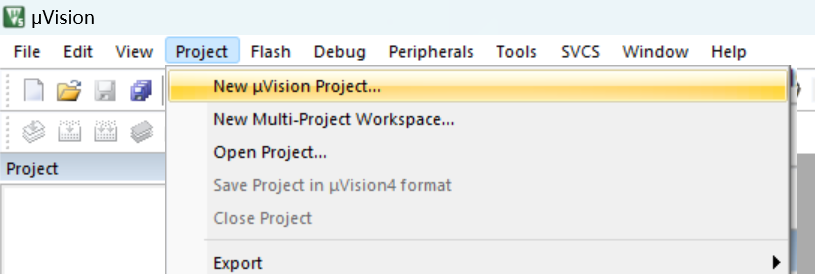 µVision
File Edit View Project Flash Debug Peripherals Tools SVCS Window Help
New µVision Project...
New Multi-Project Workspace...
Project
Open Project...
Save Project in µVision4 format
Close Project
Export